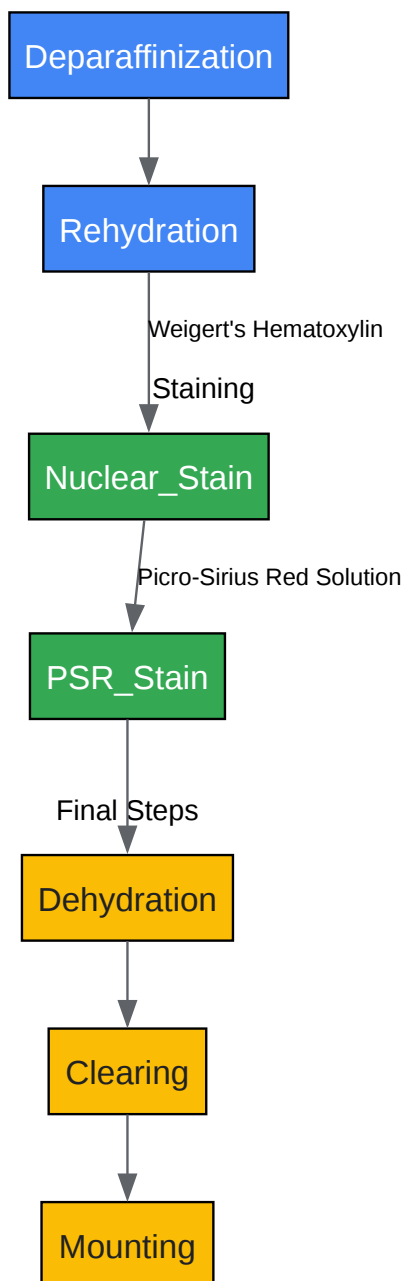 Deparaffinization
Rehydration
Weigert's Hematoxylin
Staining
Nuclear_Stain
Picro-Sirius Red Solution
PSR_Stain
Final Steps
Dehydration
Clearing
Mounting